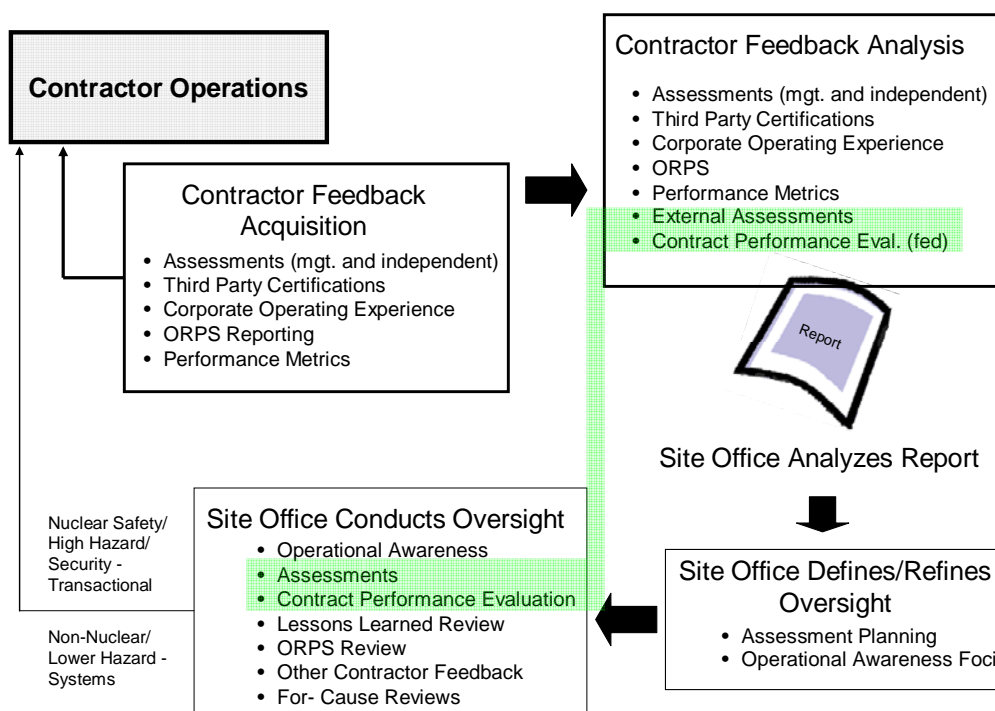 Contractor Operations
Contractor Feedback
Acquisition
• Assessments (mgt. and independent)
• Third Party Certifications
• Corporate Operating Experience
• ORPS Reporting
• Performance Metrics
Contractor Feedback Analysis
• Assessments (mgt. and independent)
• Third Party Certifications
• Corporate Operating Experience
• ORPS
• Performance Metrics
• External Assessments
• Contract Performance Eval. (fed)
Report
Site Office Analyzes Report
Site Office Defines/Refines
Oversight
• Assessment Planning
• Operational Awareness Foci
Site Office Conducts Oversight
• Operational Awareness
• Assessments
• Contract Performance Evaluation
• Lessons Learned Review
• ORPS Review
• Other Contractor Feedback
• For- Cause Reviews
Nuclear Safety/
High Hazard/
Security -
Transactional
Non-Nuclear/
Lower Hazard -
Systems